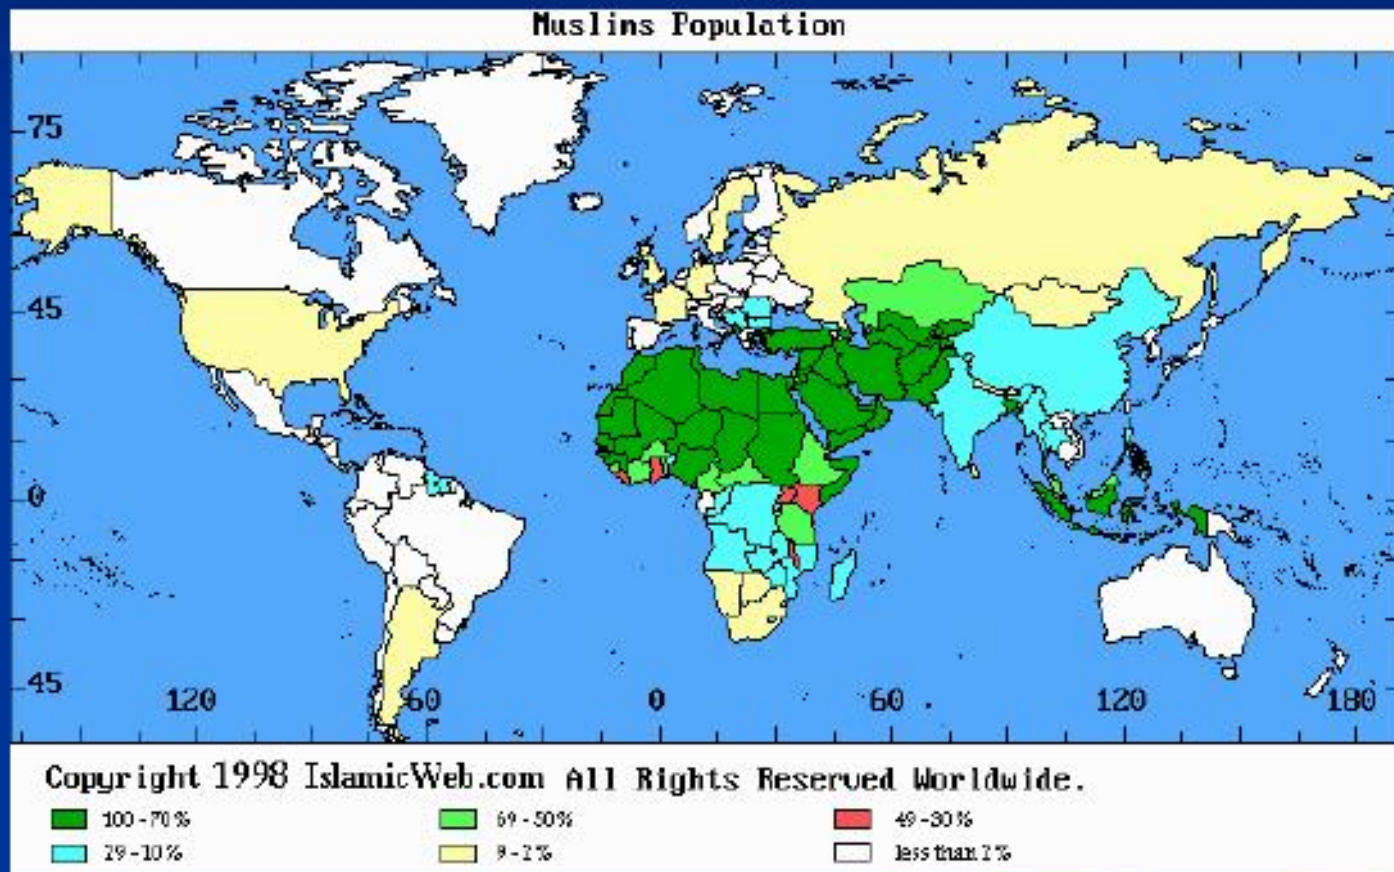 Muslims Population
75
45
0
45
120 60 0 60 120 180
Copyright 1998 IslamicWeb.com All Rights Reserved Worldwide.
100-70% 69-50% 49-30%
29-10% 9-2% less than 2%